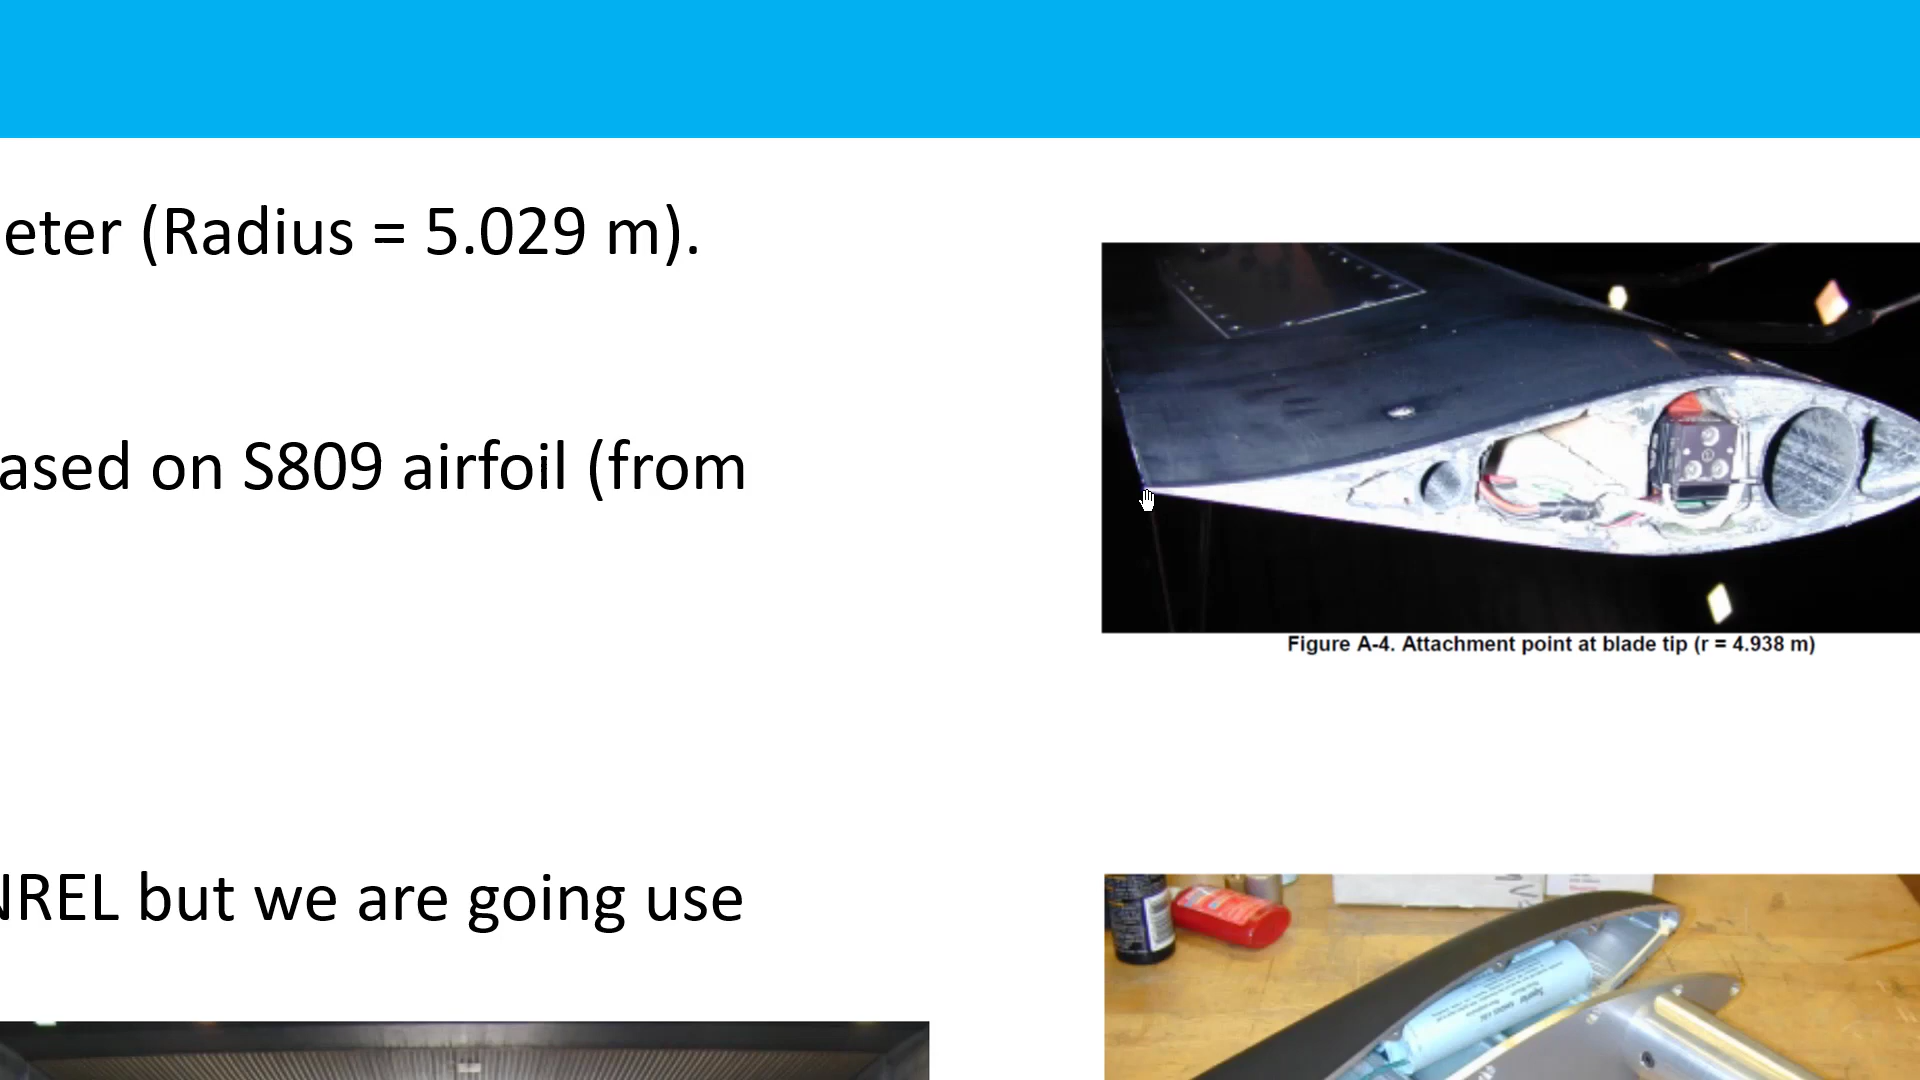 eter (Radius = 5.029 m).
ased on S809 airfoil (from
Figure A-4. Attachment point at blade tip (r = 4.938 m)
NREL but we are going use